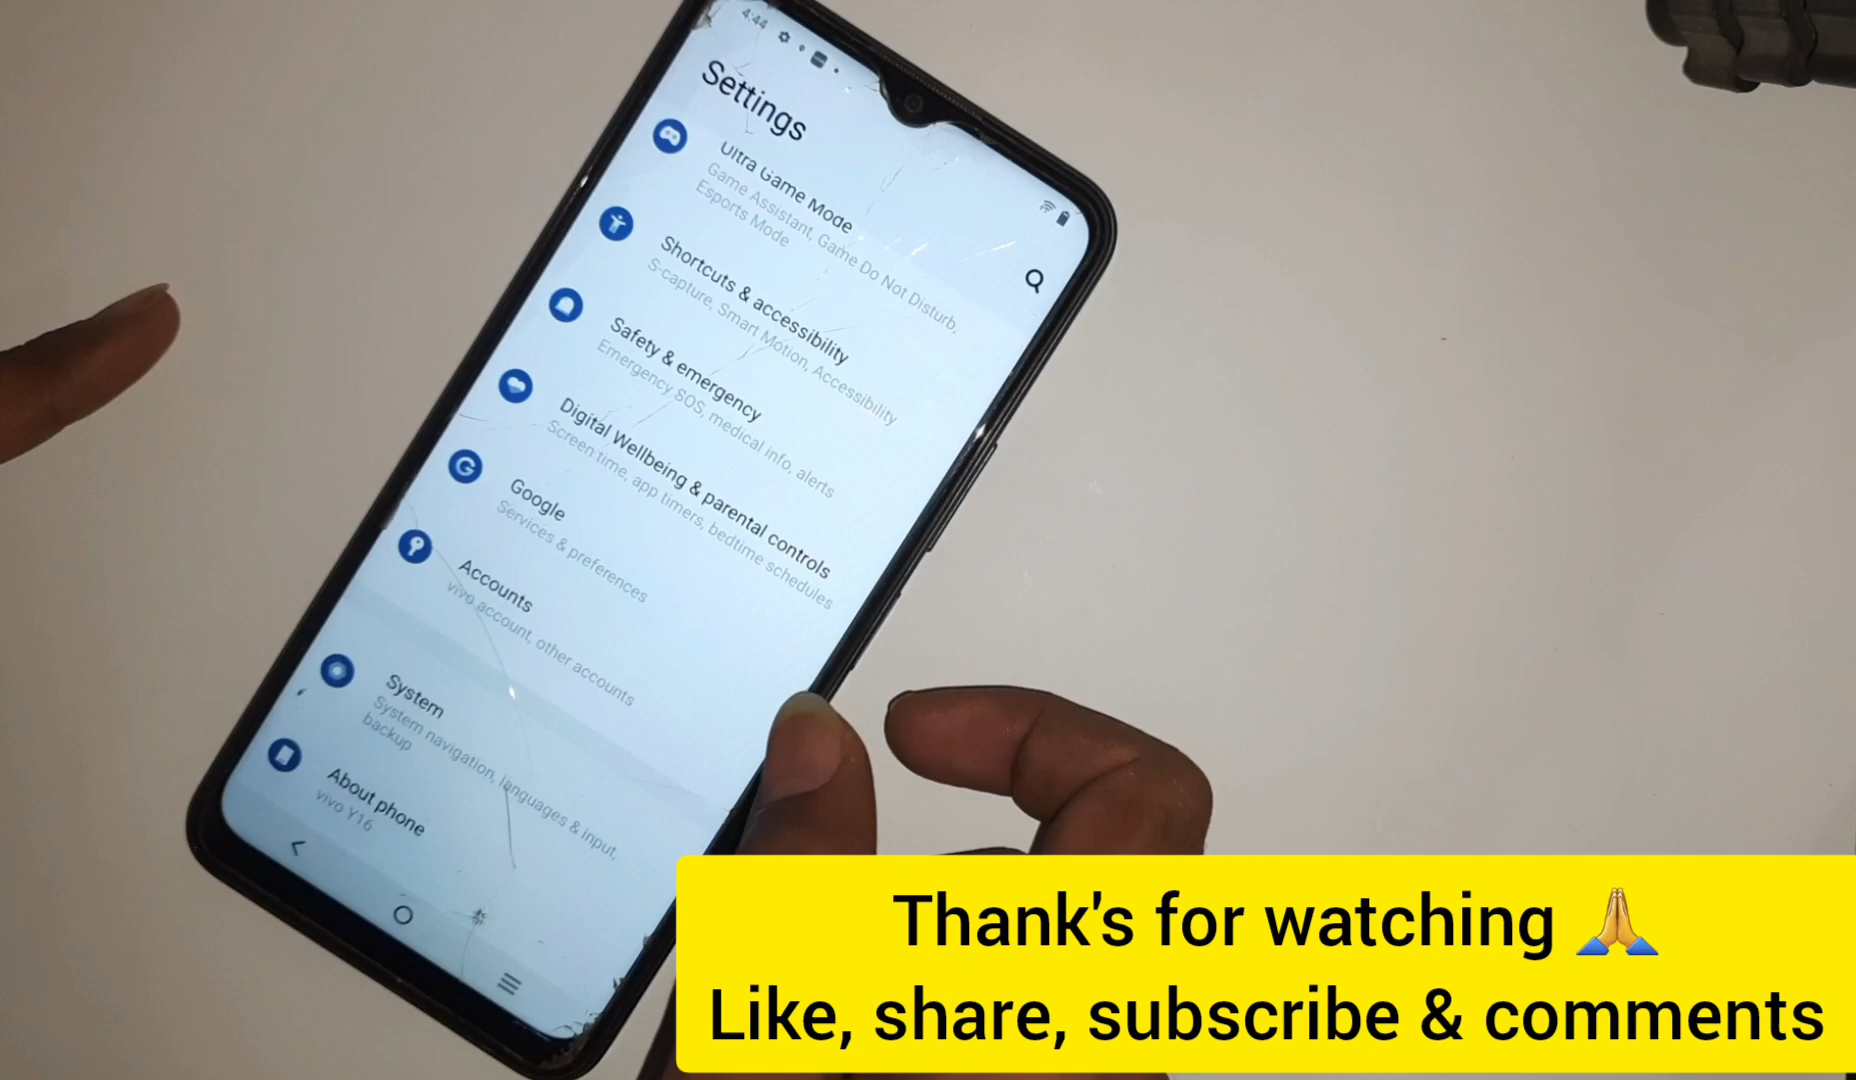 4:44
Settings
Ultra Game Mode
Game Assistant, Game Do Not Disturb,
Esports Mode
Shortcuts & accessibility
S-capture, Smart Motion, Accessibility
Safety & emergency
Emergency SOS, medical info, alerts
Digital Wellbeing & parental controls
Screen time, app timers, bedtime schedules
Google
Services & preferences
Accounts
vivo account, other accounts
System
System navigation, languages & input,
backup
About phone
vivo Y16
Thank's for watching 🙏
Like, share, subscribe & comments